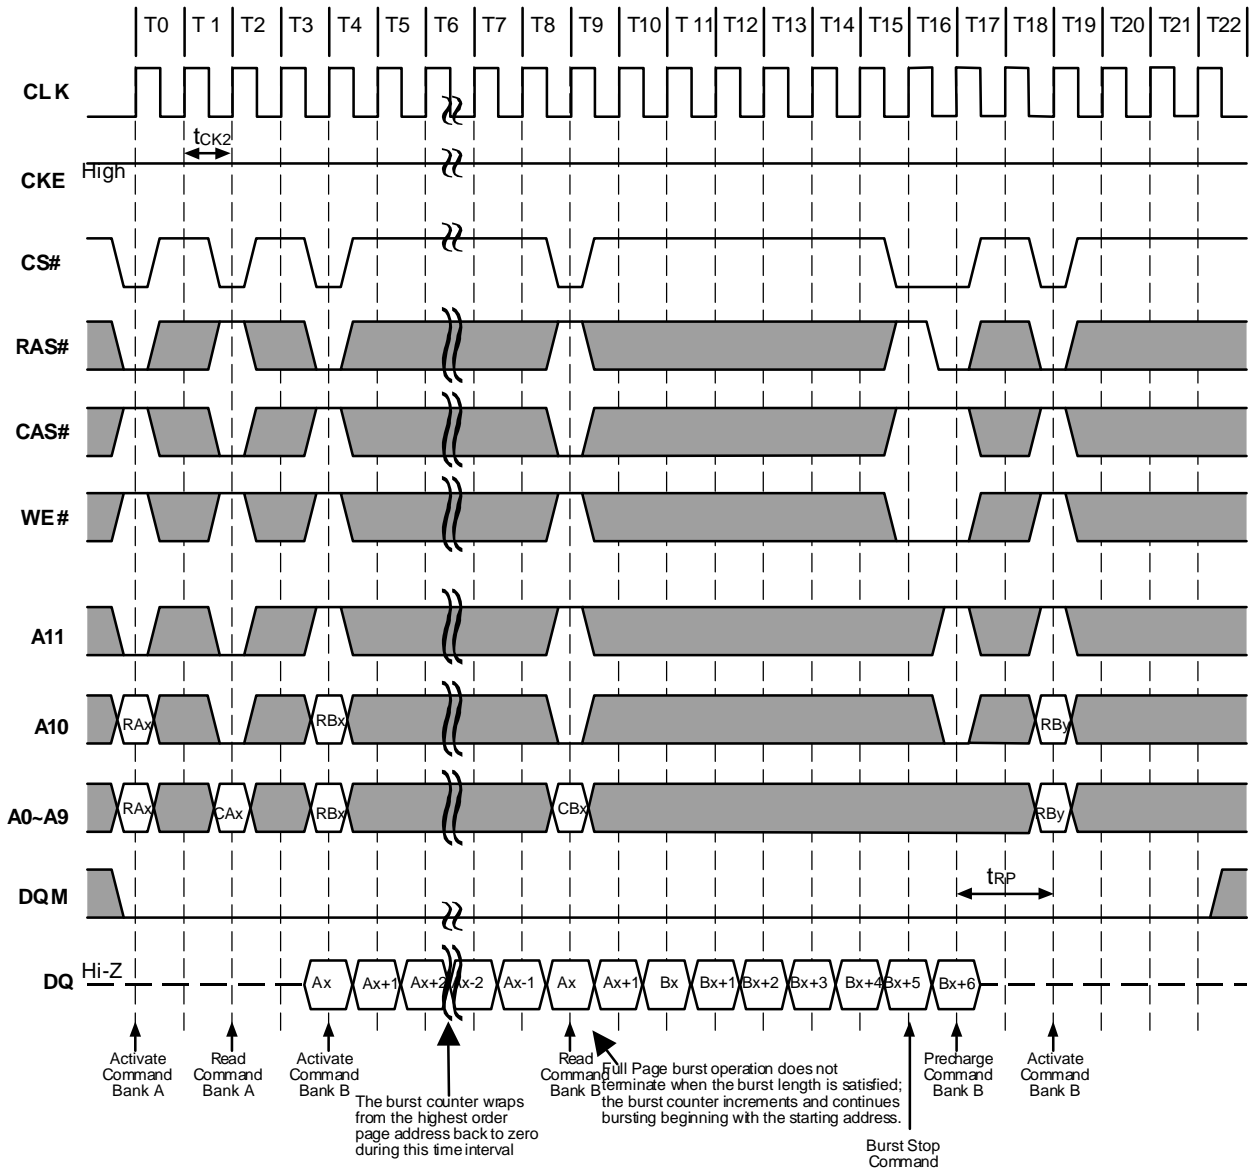 T0 T 1 T2 T3 T4 T5 T6 T7 T8 T9 T10 T 11 T12 T13 T14 T15 T16 T17 T18 T19 T20 T21 T22
CLK
tCK2
High
CKE
CS#
RAS#
CAS#
WE#
A11
A10 RAx RBx RBy
A0~A9 RAx CAx RBx CBx RBy
tRP
DQM
Hi-Z
DQ Ax Ax+1 Ax+2 Ax-2 Ax-1 Ax Ax+1 Bx Bx+1 Bx+2 Bx+3 Bx+4 Bx+5 Bx+6
Activate
Command
Bank A
Read
Command
Bank A
Activate
Command
Bank B
The burst counter wraps
from the highest order
page address back to zero
during this time interval
Read
Command
Bank B
Full Page burst operation does not
terminate when the burst length is satisfied;
the burst counter increments and continues
bursting beginning with the starting address.
Burst Stop
Command
Precharge
Command
Bank B
Activate
Command
Bank B